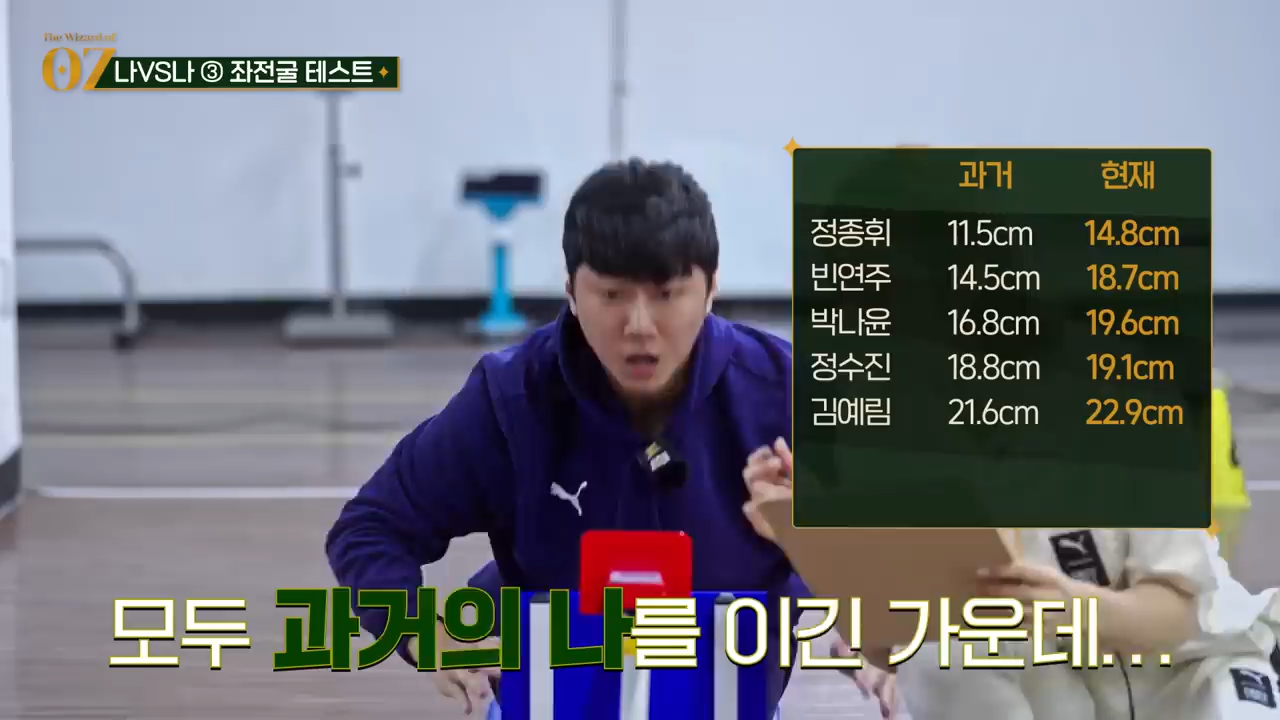 The Wizard of
OZ
나VS나 ③ 좌전굴 테스트
과거 현재
정종휘 11.5cm 14.8cm
빈연주 14.5cm 18.7cm
박나윤 16.8cm 19.6cm
정수진 18.8cm 19.1cm
김예림 21.6cm 22.9cm
모두 과거의 나를 이긴 가운데...